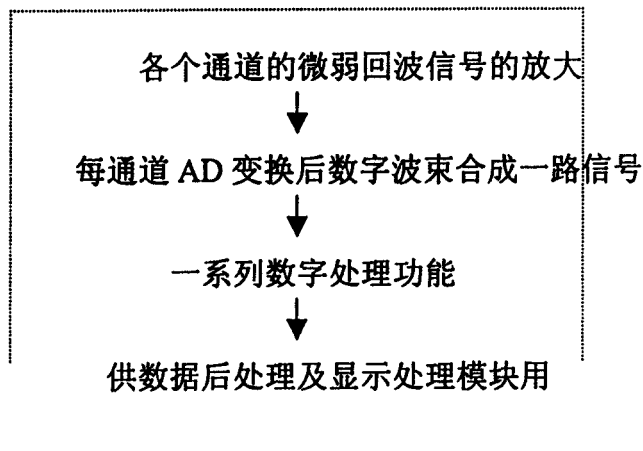 各个通道的微弱回波信号的放大
每通道 AD 变换后数字波束合成一路信号
一系列数字处理功能
供数据后处理及显示处理模块用